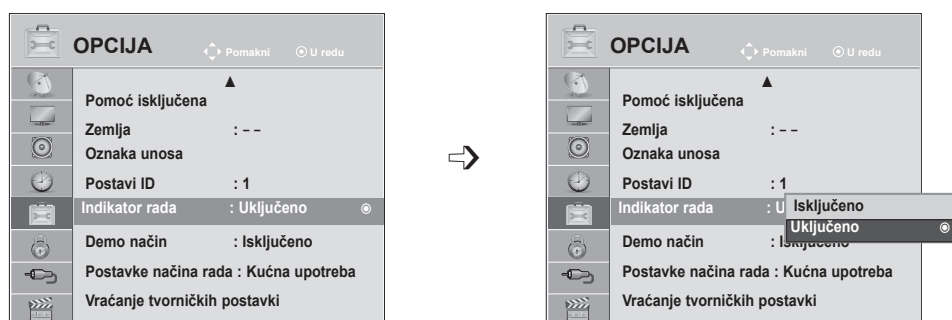 OPCIJA
Pomakni
U redu
Pomoć isključena
Zemlja : – –
Oznaka unosa
Postavi ID : 1
Indikator rada : Uključeno
Demo način : Isključeno
Postavke načina rada : Kućna upotreba
Vraćanje tvorničkih postavki
OPCIJA
Pomakni
U redu
Pomoć isključena
Zemlja : – –
Oznaka unosa
Postavi ID : 1
Indikator rada : U
Isključeno
Uključeno
Demo način : Isključeno
Postavke načina rada : Kućna upotreba
Vraćanje tvorničkih postavki